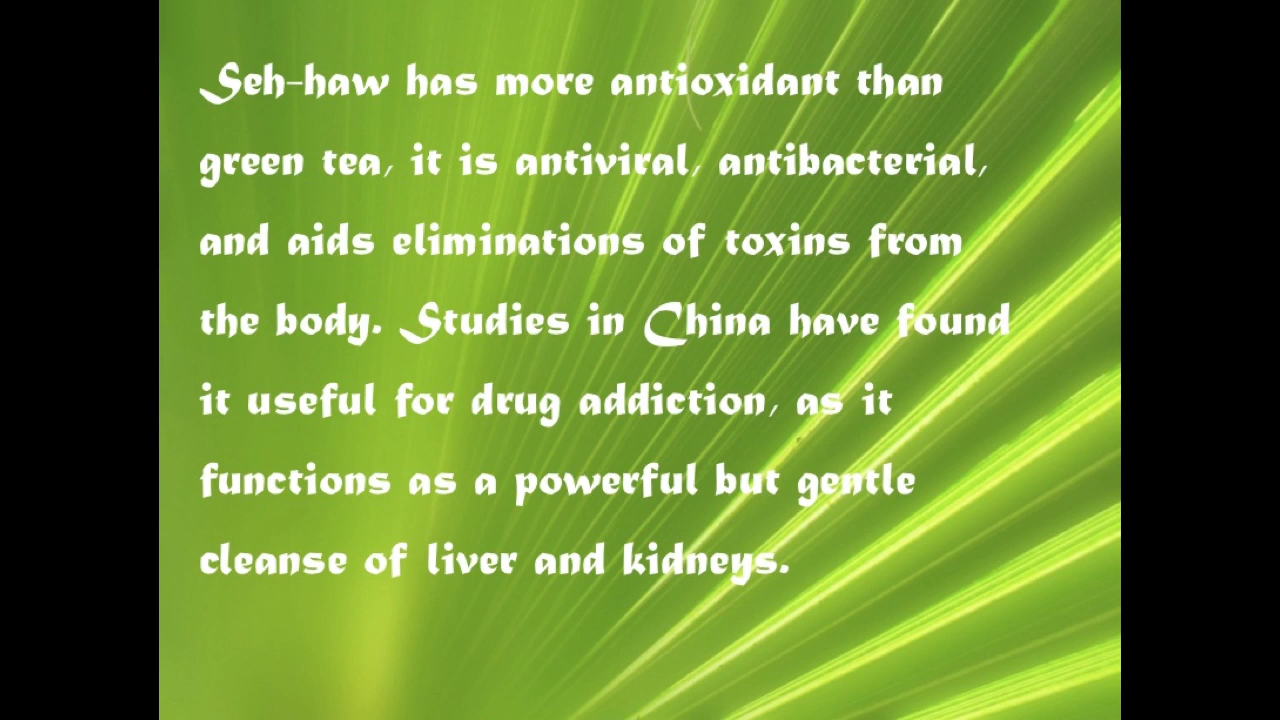 Seh-haw has more antioxidant than
green tea, it is antiviral, antibacterial,
and aids eliminations of toxins from
the body. Studies in China have found
it useful for drug addiction, as it
functions as a powerful but gentle
cleanse of liver and kidneys.